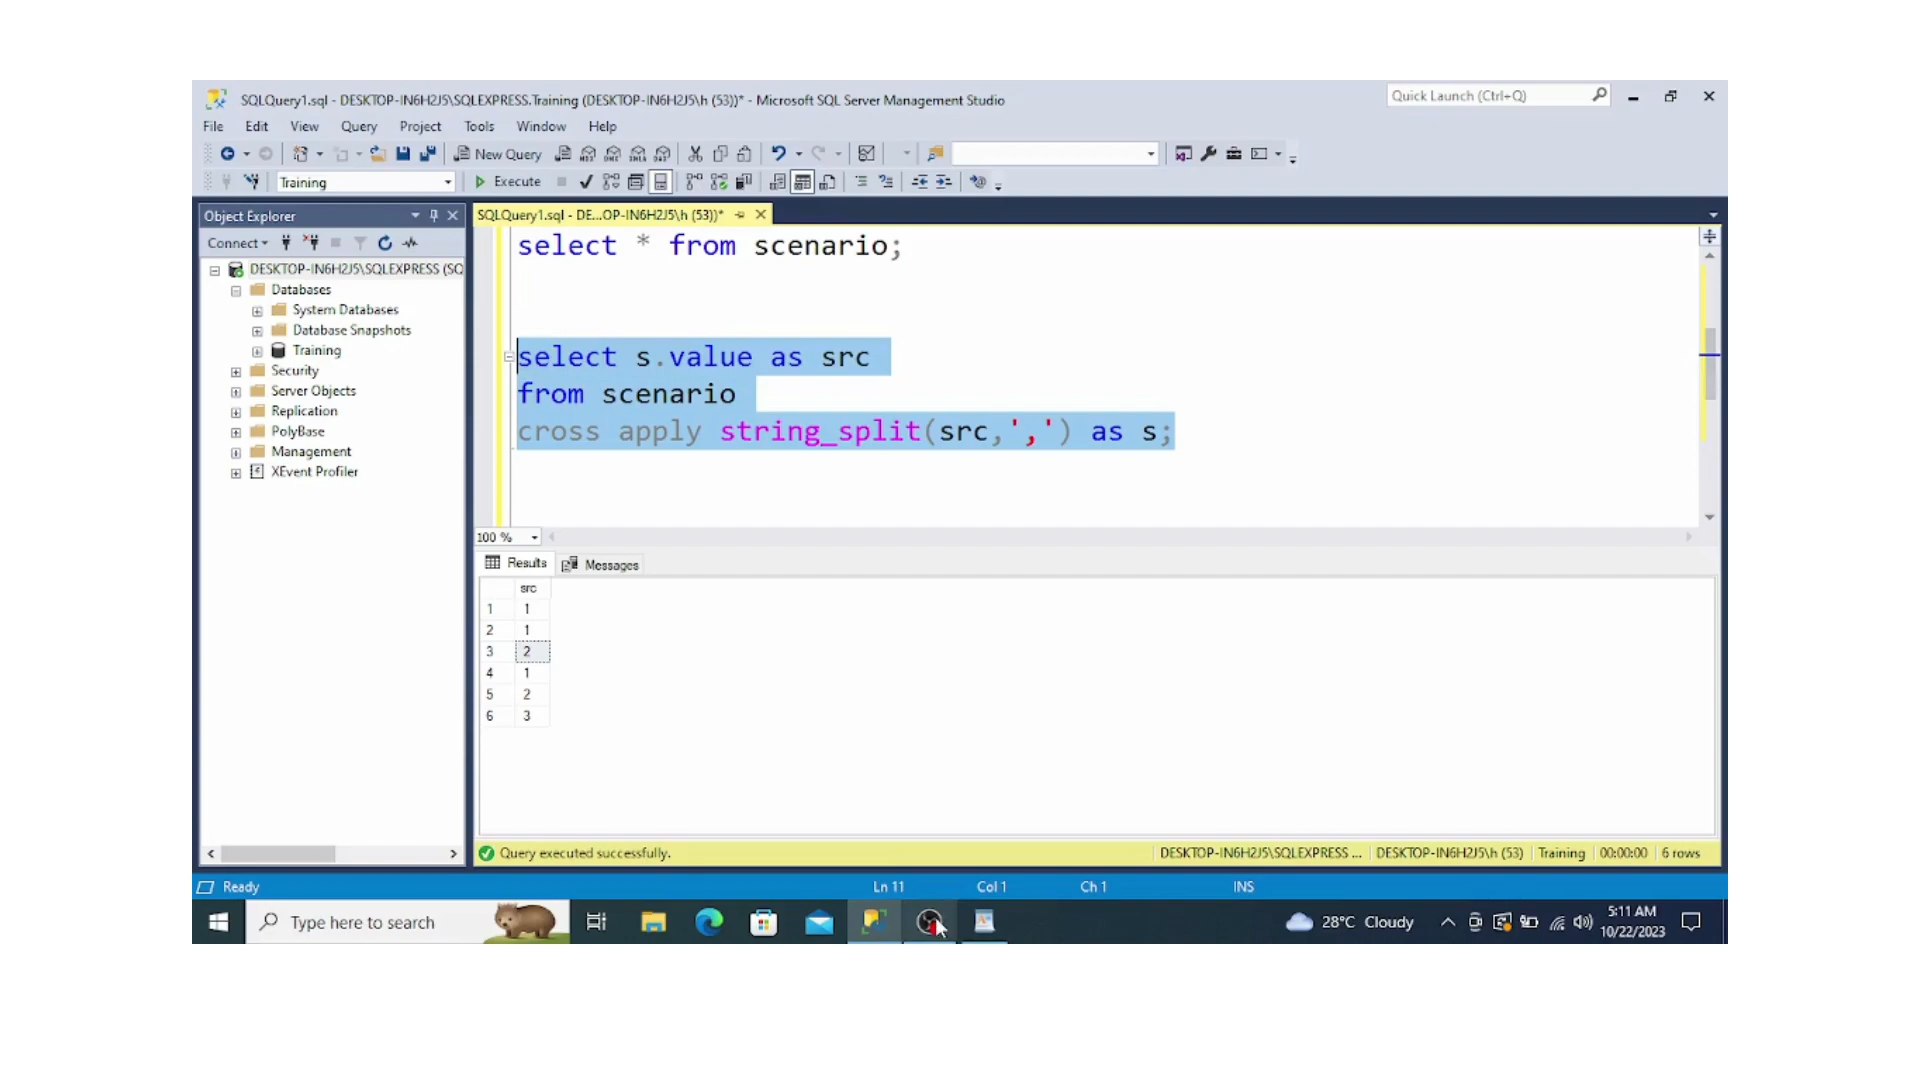 SQLQuery1.sql - DESKTOP-IN6H2J5\SQLEXPRESS.Training (DESKTOP-IN6H2J5\h (53))* - Microsoft SQL Server Management Studio
Quick Launch (Ctrl+Q)
File Edit View Query Project Tools Window Help
New Query
Training
Execute
Object Explorer
SQLQuery1.sql - DE...OP-IN6H2J5\h (53))*
Connect
DESKTOP-IN6H2J5\SQLEXPRESS (SQ
Databases
System Databases
Database Snapshots
Training
Security
Server Objects
Replication
PolyBase
Management
XEvent Profiler
select * from scenario;
select s.value as src
from scenario
cross apply string_split(src,',') as s;
100 %
Results Messages
src
1 1
2 1
3 2
4 1
5 2
6 3
Query executed successfully.
DESKTOP-IN6H2J5\SQLEXPRESS ... DESKTOP-IN6H2J5\h (53) Training 00:00:00 6 rows
Ready
Ln 11 Col 1 Ch 1 INS
Type here to search
28°C Cloudy
5:11 AM
10/22/2023